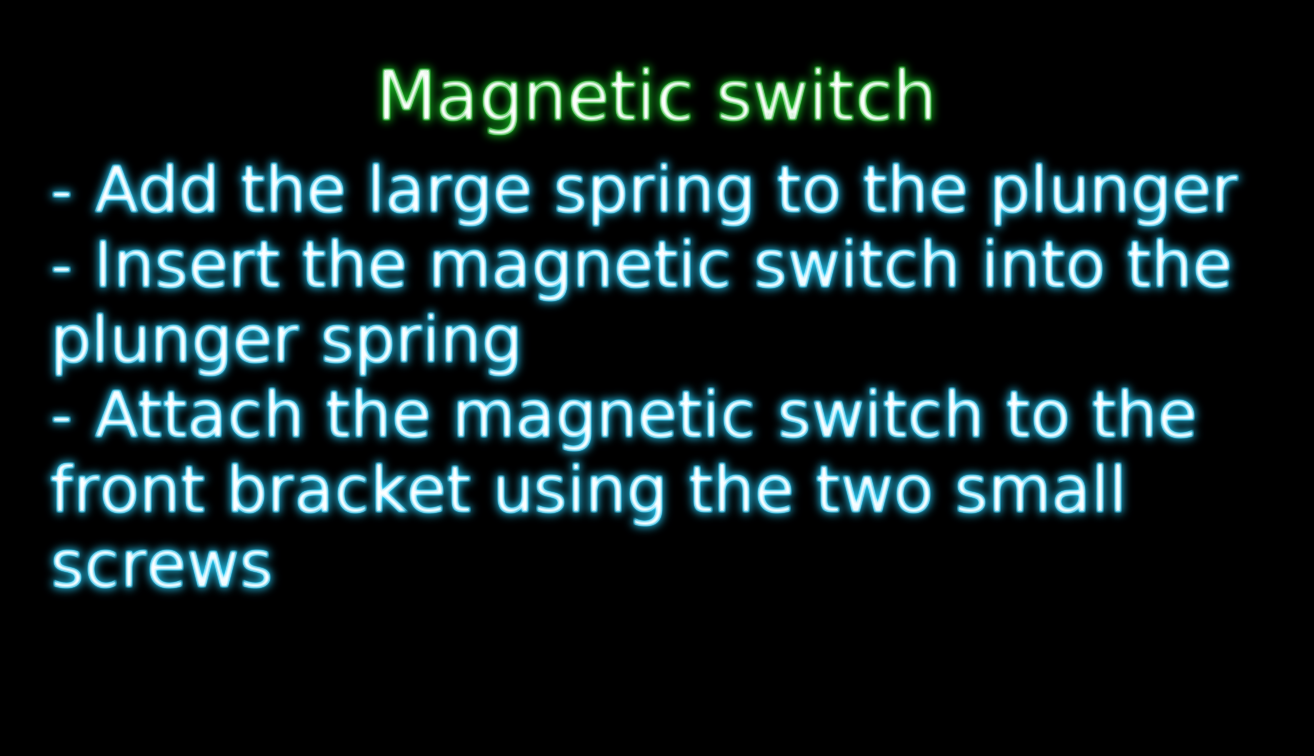 Magnetic switch
- Add the large spring to the plunger
- Insert the magnetic switch into the
plunger spring
- Attach the magnetic switch to the
front bracket using the two small
screws